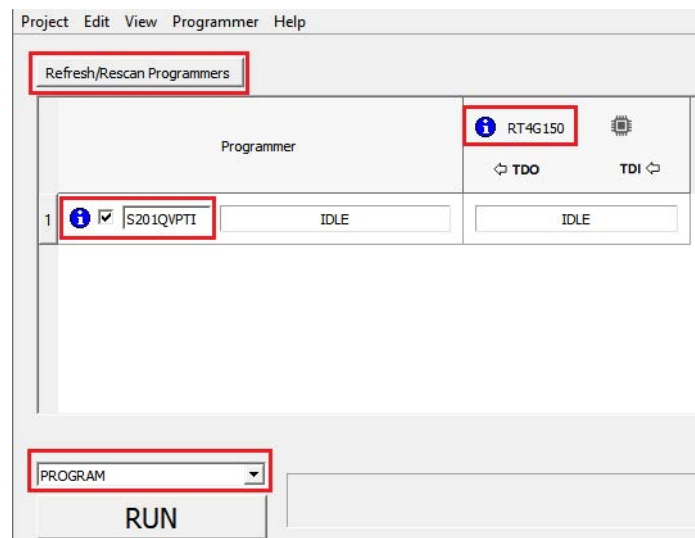 Project Edit View Programmer Help
Refresh/Rescan Programmers
Programmer
RT4G150
TDO TDI
1 S201QVPTI IDLE IDLE
PROGRAM
RUN